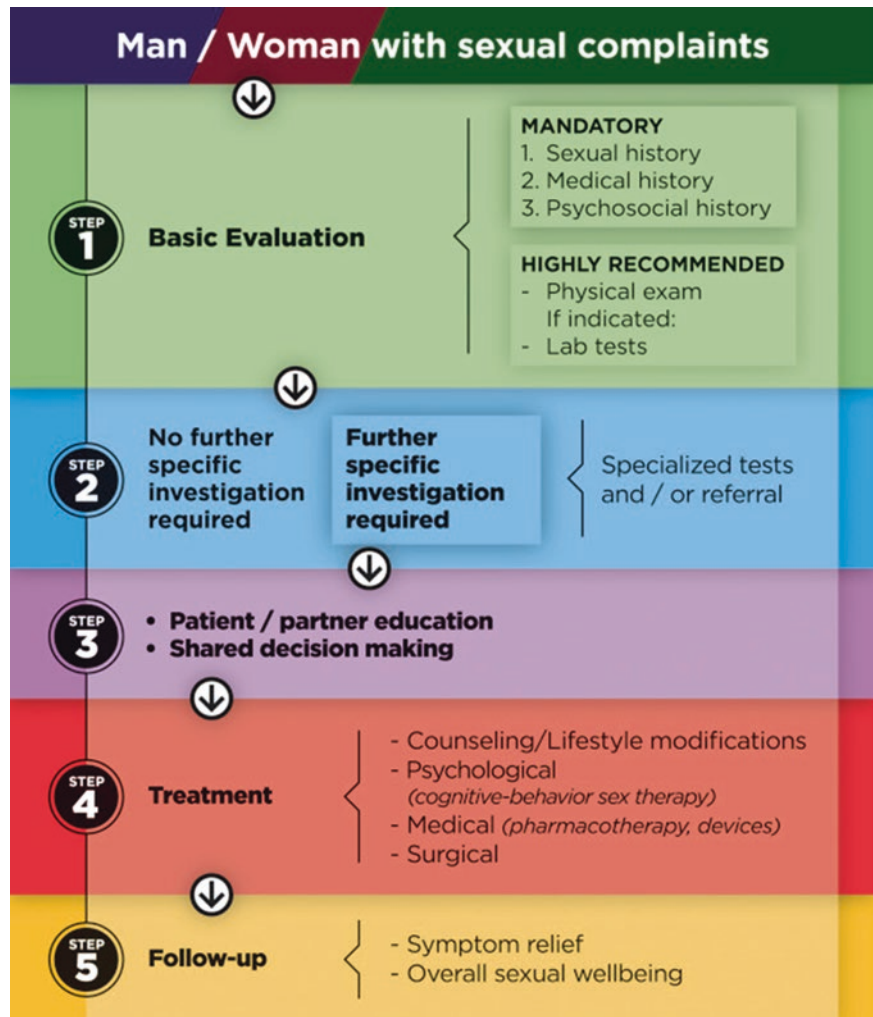 Man / Woman with sexual complaints
STEP
1
Basic Evaluation
MANDATORY
1. Sexual history
2. Medical history
3. Psychosocial history
HIGHLY RECOMMENDED
- Physical exam
If indicated:
- Lab tests
STEP
2
No further
specific
investigation
required
Further
specific
investigation
required
Specialized tests
and / or referral
STEP
3
• Patient / partner education
• Shared decision making
STEP
4
Treatment
- Counseling/Lifestyle modifications
- Psychological
(cognitive-behavior sex therapy)
- Medical (pharmacotherapy, devices)
- Surgical
STEP
5
Follow-up
- Symptom relief
- Overall sexual wellbeing